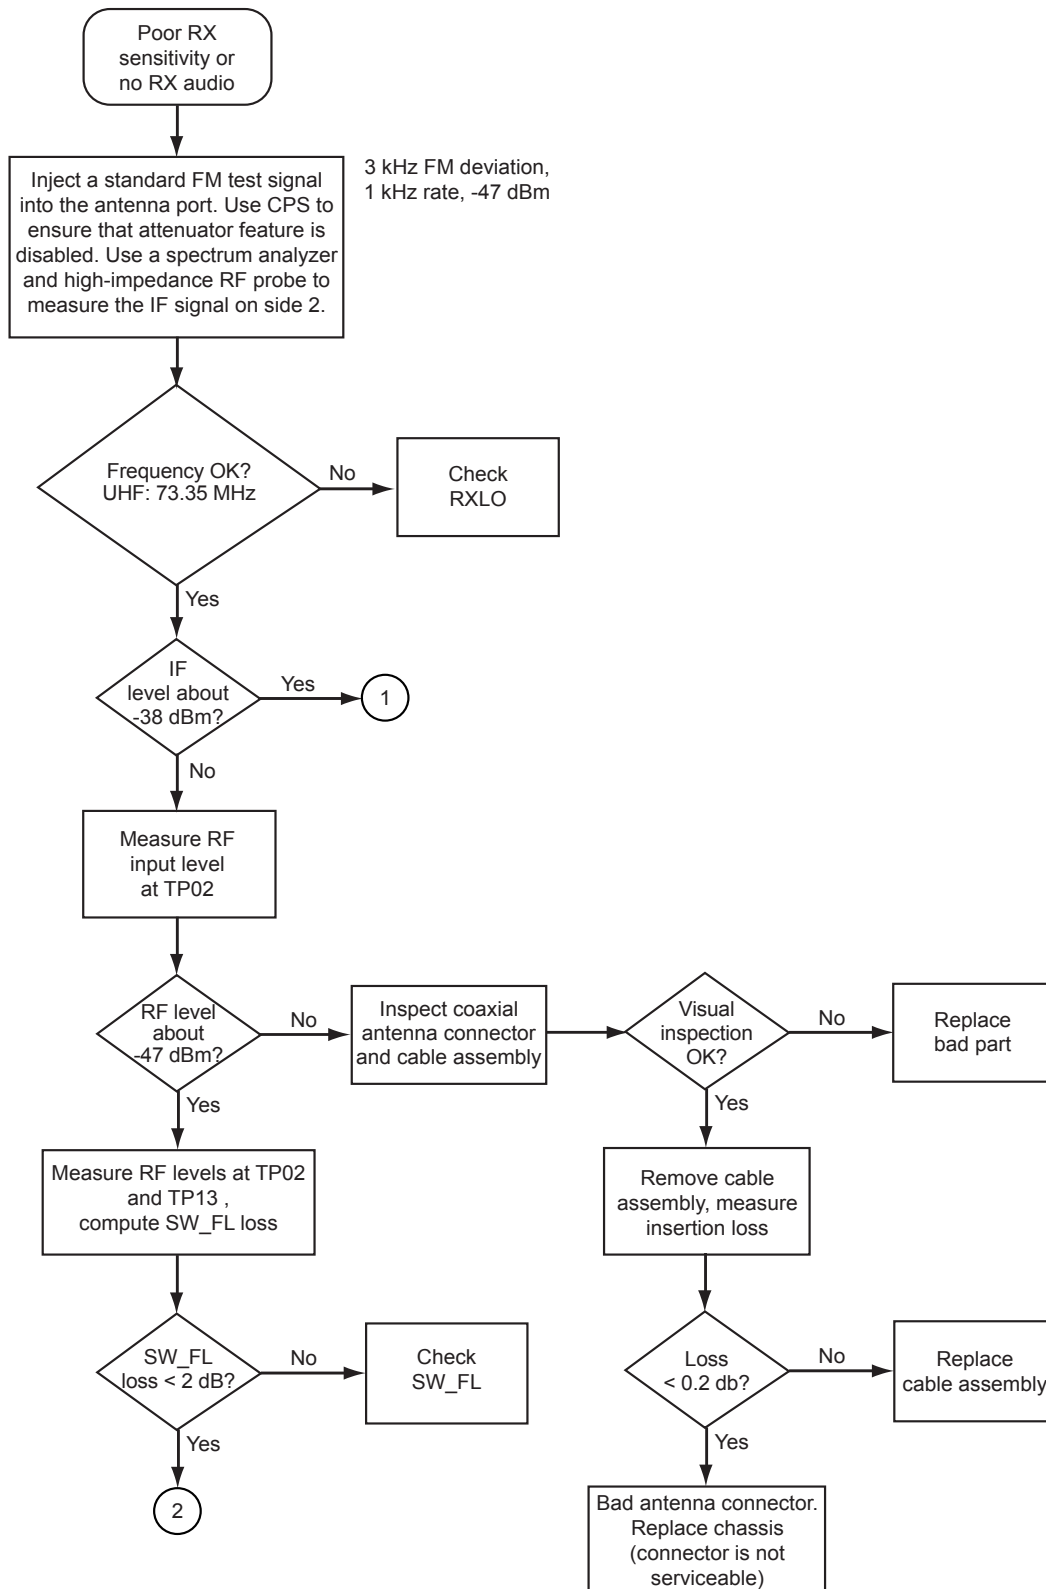 Poor RX
sensitivity or
no RX audio
Inject a standard FM test signal
into the antenna port. Use CPS to
ensure that attenuator feature is
disabled. Use a spectrum analyzer
and high-impedance RF probe to
measure the IF signal on side 2.
3 kHz FM deviation,
1 kHz rate, -47 dBm
Frequency OK?
UHF: 73.35 MHz
No
Check
RXLO
Yes
IF
level about
-38 dBm?
Yes
1
No
Measure RF
input level
at TP02
RF level
about
-47 dBm?
No
Inspect coaxial
antenna connector
and cable assembly
Visual
inspection
OK?
No
Replace
bad part
Yes
Yes
Measure RF levels at TP02
and TP13 ,
compute SW_FL loss
Remove cable
assembly, measure
insertion loss
SW_FL
loss < 2 dB?
No
Check
SW_FL
Loss
< 0.2 db?
No
Replace
cable assembly
Yes
Yes
2
Bad antenna connector.
Replace chassis
(connector is not
serviceable)